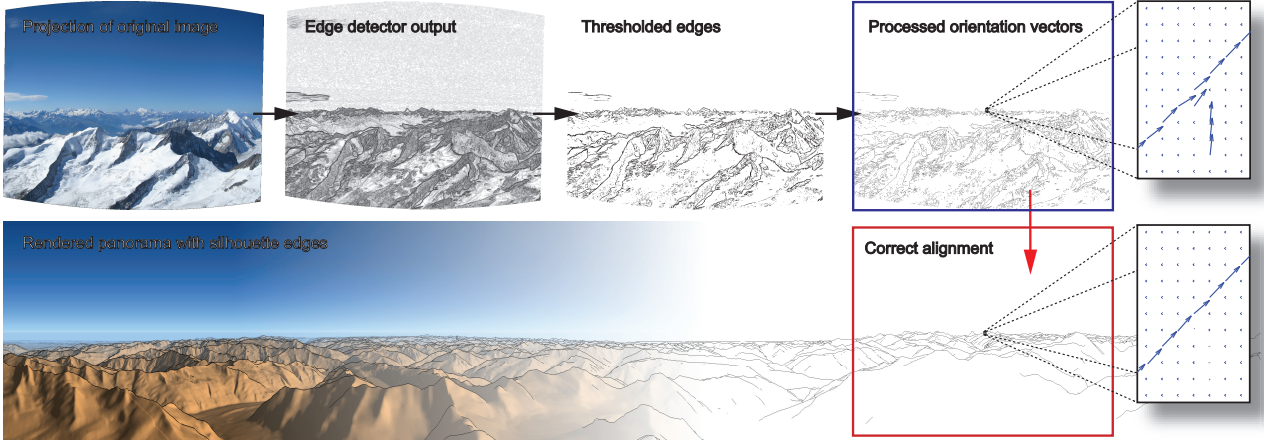 Projection of original image
Edge detector output
Thresholded edges
Processed orientation vectors
Rendered panorama with silhouette edges
Correct alignment